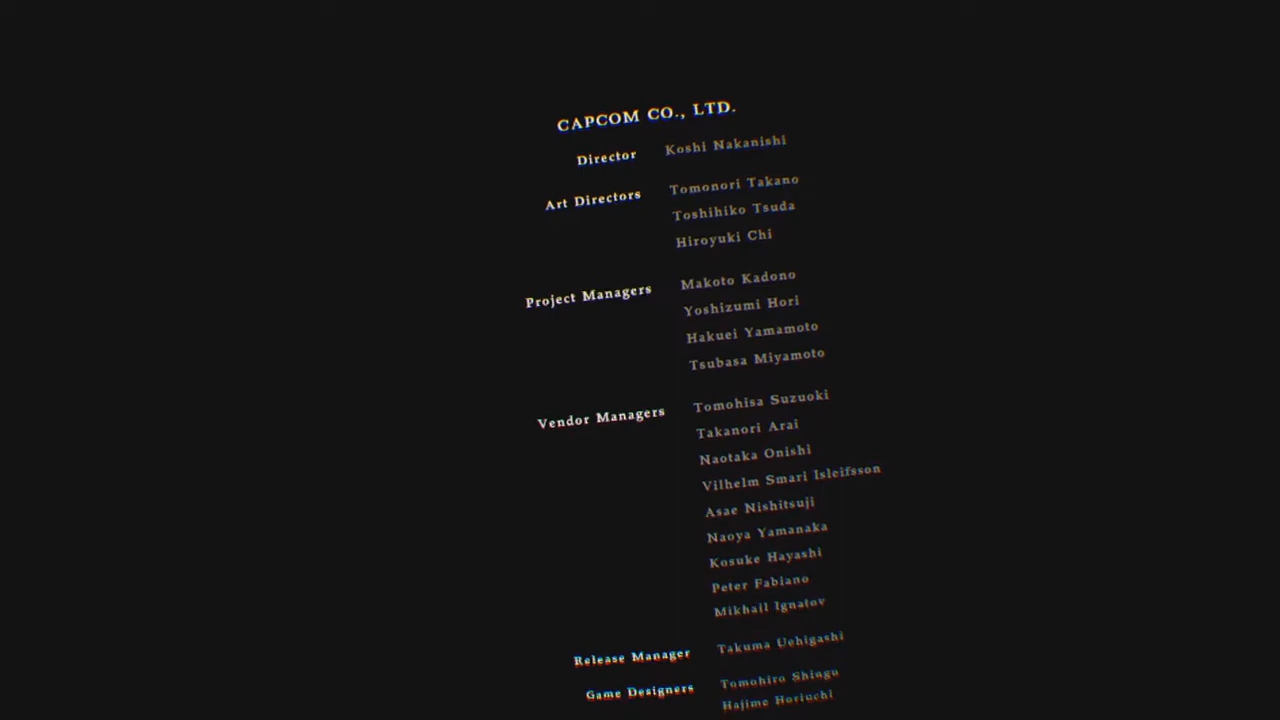 CAPCOM CO., LTD.
Director Koshi Nakanishi
Art Directors Tomonori Takano
Toshihiko Tsuda
Hiroyuki Chi
Project Managers Makoto Kadono
Yoshizumi Hori
Hakuei Yamamoto
Tsubasa Miyamoto
Vendor Managers Tomohisa Suzuoki
Takanori Arai
Naotaka Onishi
Vilhelm Smari Isleifsson
Asae Nishitsuji
Naoya Yamanaka
Kosuke Hayashi
Peter Fabiano
Mikhail Ignatov
Release Manager Takuma Uehigashi
Game Designers Tomohiro Shingu
Hajime Horiuchi